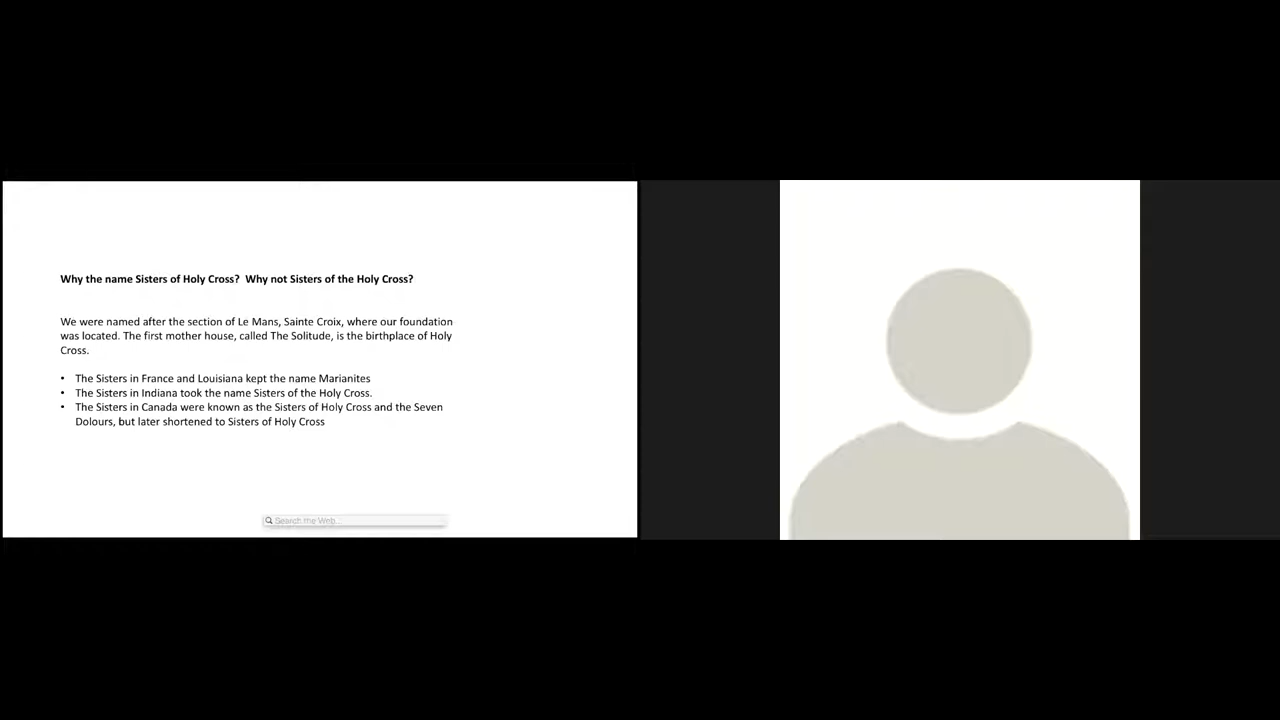 Why the name Sisters of Holy Cross?  Why not Sisters of the Holy Cross?
We were named after the section of Le Mans, Sainte Croix, where our foundation
was located. The first mother house, called The Solitude, is the birthplace of Holy
Cross.
• The Sisters in France and Louisiana kept the name Marianites
• The Sisters in Indiana took the name Sisters of the Holy Cross.
• The Sisters in Canada were known as the Sisters of Holy Cross and the Seven
Dolours, but later shortened to Sisters of Holy Cross
Search the Web...